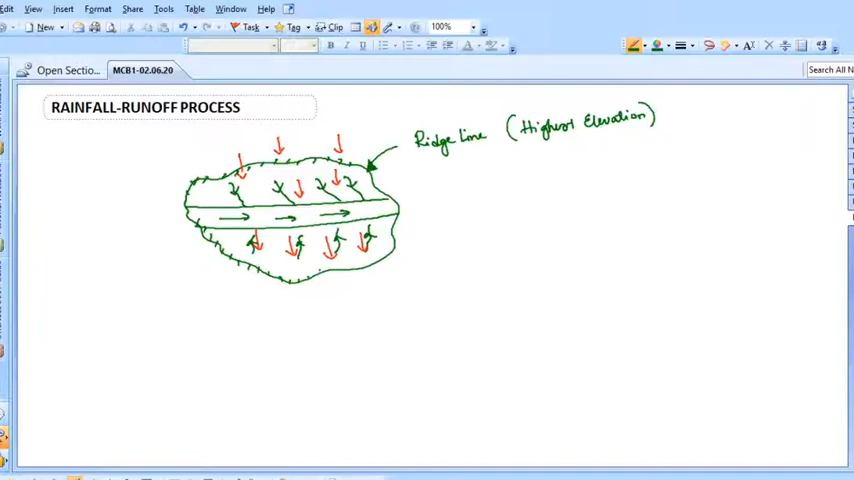 Edit View Insert Format Share Tools Table Window Help
New Task Tag Clip 100%
Open Sectio... MCB1-02.06.20
Search All N
RAINFALL-RUNOFF PROCESS
Ridge Line (Highest Elevation)